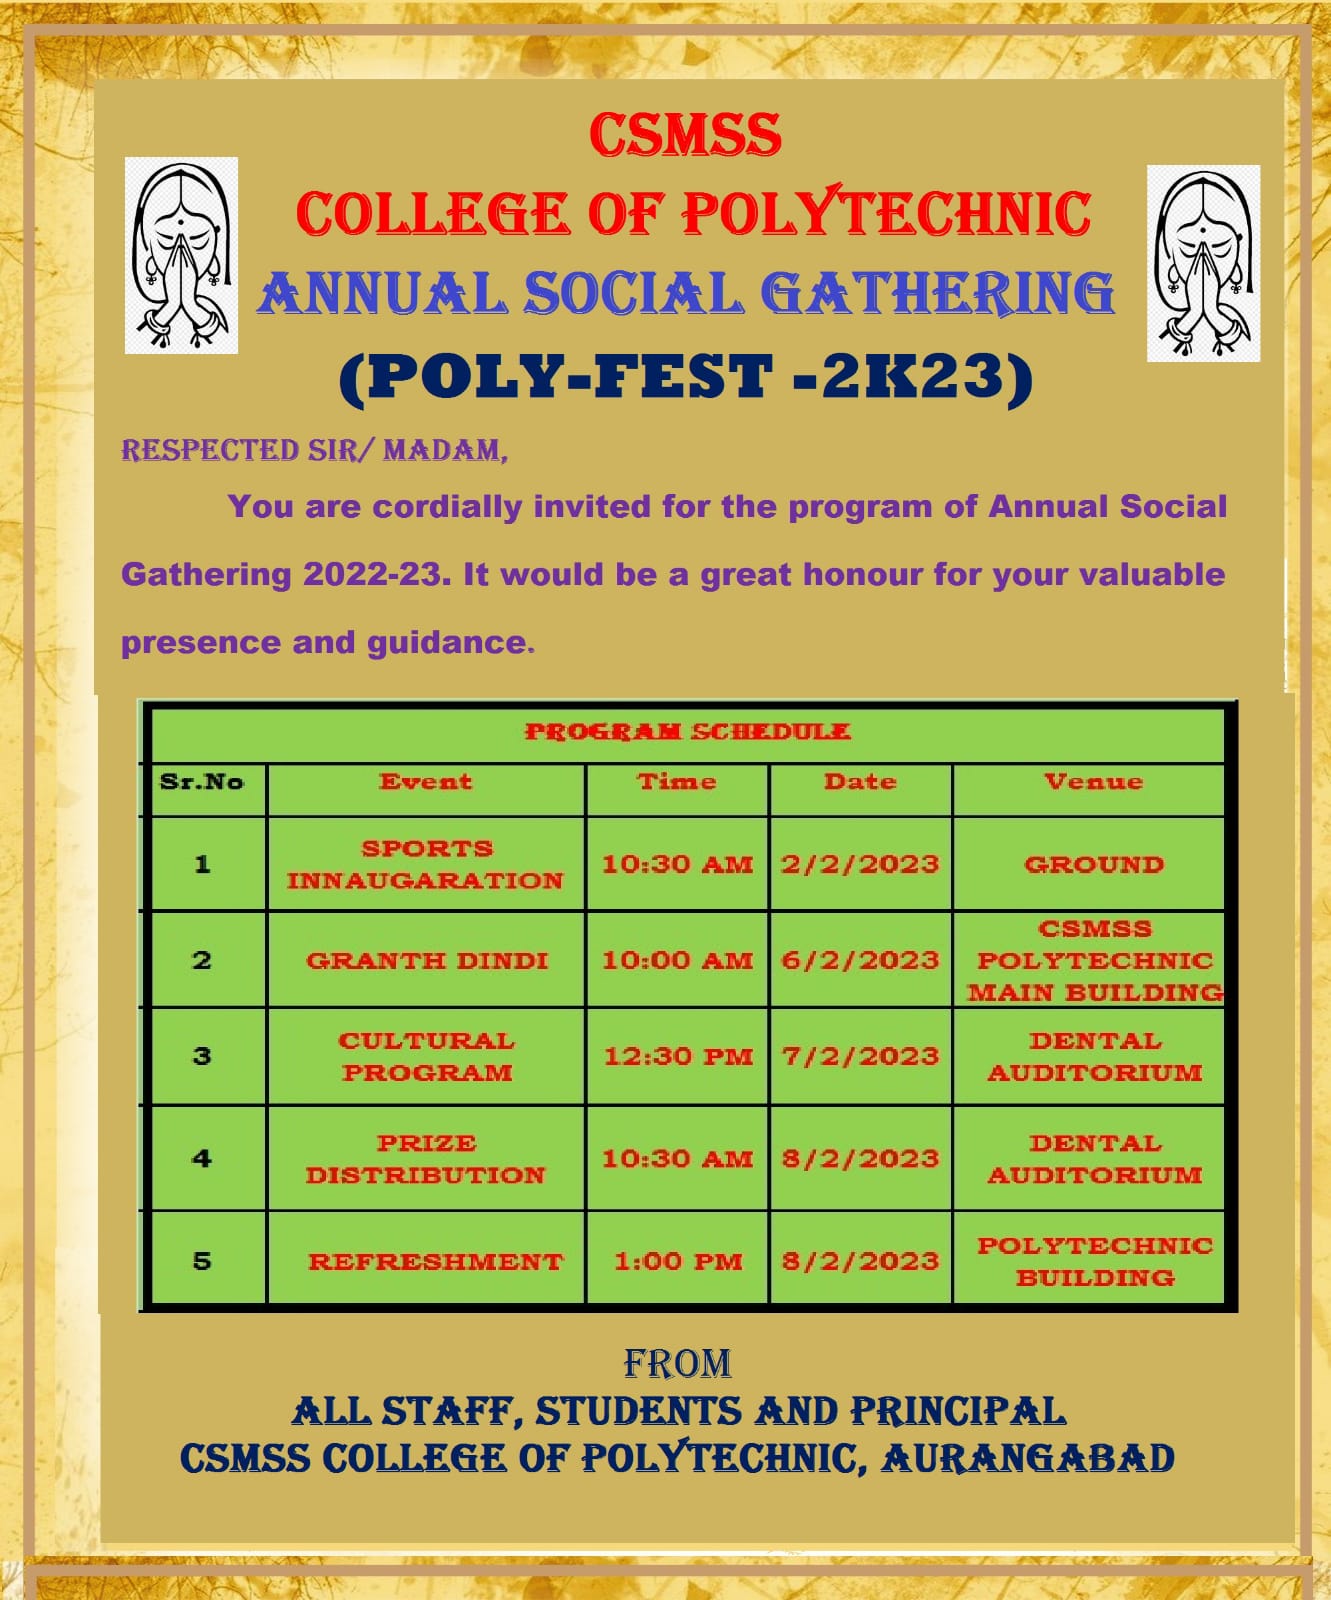 CSMSS
COLLEGE OF POLYTECHNIC
ANNUAL SOCIAL GATHERING
(POLY-FEST -2K23)
RESPECTED SIR/ MADAM,
You are cordially invited for the program of Annual Social
Gathering 2022-23. It would be a great honour for your valuable
presence and guidance.
PROGRAM SCHEDULE
Sr.No Event Time Date Venue
1 SPORTS INNAUGARATION 10:30 AM 2/2/2023 GROUND
2 GRANTH DINDI 10:00 AM 6/2/2023 CSMSS POLYTECHNIC MAIN BUILDING
3 CULTURAL PROGRAM 12:30 PM 7/2/2023 DENTAL AUDITORIUM
4 PRIZE DISTRIBUTION 10:30 AM 8/2/2023 DENTAL AUDITORIUM
5 REFRESHMENT 1:00 PM 8/2/2023 POLYTECHNIC BUILDING
FROM
ALL STAFF, STUDENTS AND PRINCIPAL
CSMSS COLLEGE OF POLYTECHNIC, AURANGABAD